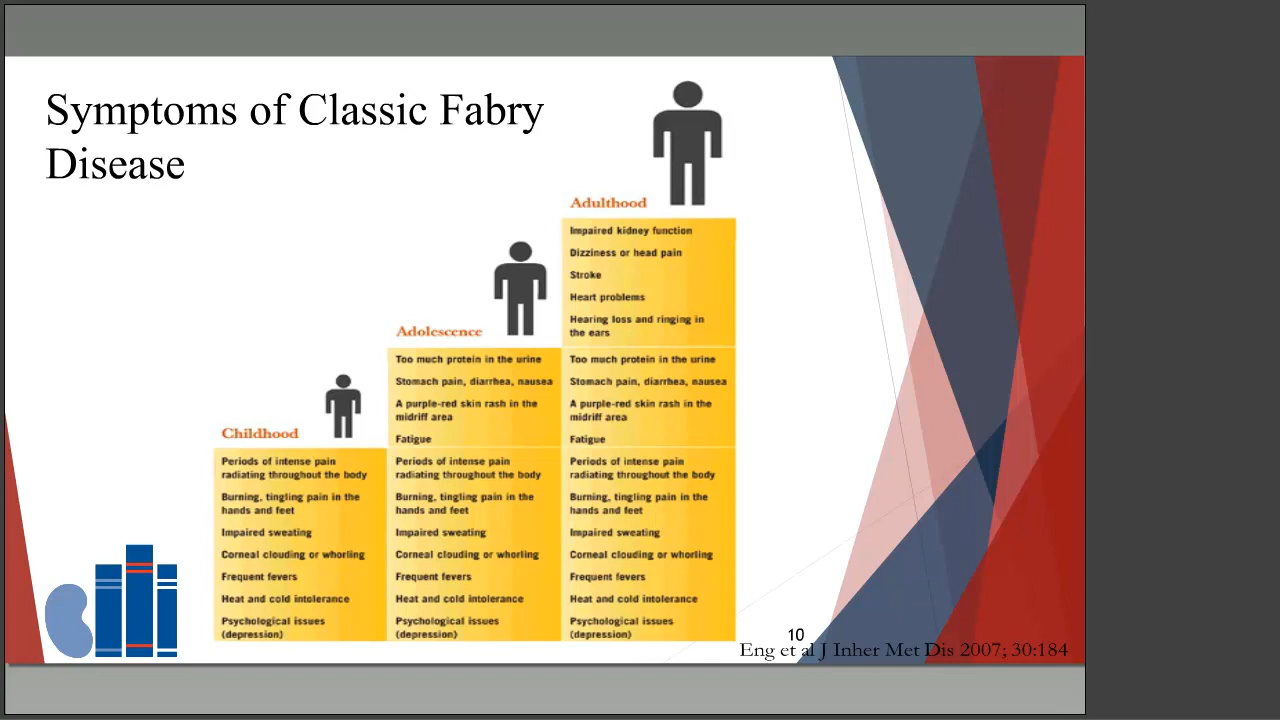 Symptoms of Classic Fabry
Disease
Adulthood
Impaired kidney function
Dizziness or head pain
Stroke
Heart problems
Hearing loss and ringing in
the ears
Too much protein in the urine
Stomach pain, diarrhea, nausea
A purple-red skin rash in the
midriff area
Fatigue
Periods of intense pain
radiating throughout the body
Burning, tingling pain in the
hands and feet
Impaired sweating
Corneal clouding or whorling
Frequent fevers
Heat and cold intolerance
Psychological issues
(depression)
Adolescence
Too much protein in the urine
Stomach pain, diarrhea, nausea
A purple-red skin rash in the
midriff area
Fatigue
Periods of intense pain
radiating throughout the body
Burning, tingling pain in the
hands and feet
Impaired sweating
Corneal clouding or whorling
Frequent fevers
Heat and cold intolerance
Psychological issues
(depression)
Childhood
Periods of intense pain
radiating throughout the body
Burning, tingling pain in the
hands and feet
Impaired sweating
Corneal clouding or whorling
Frequent fevers
Heat and cold intolerance
Psychological issues
(depression)
10
Eng et al J Inher Met Dis 2007; 30:184